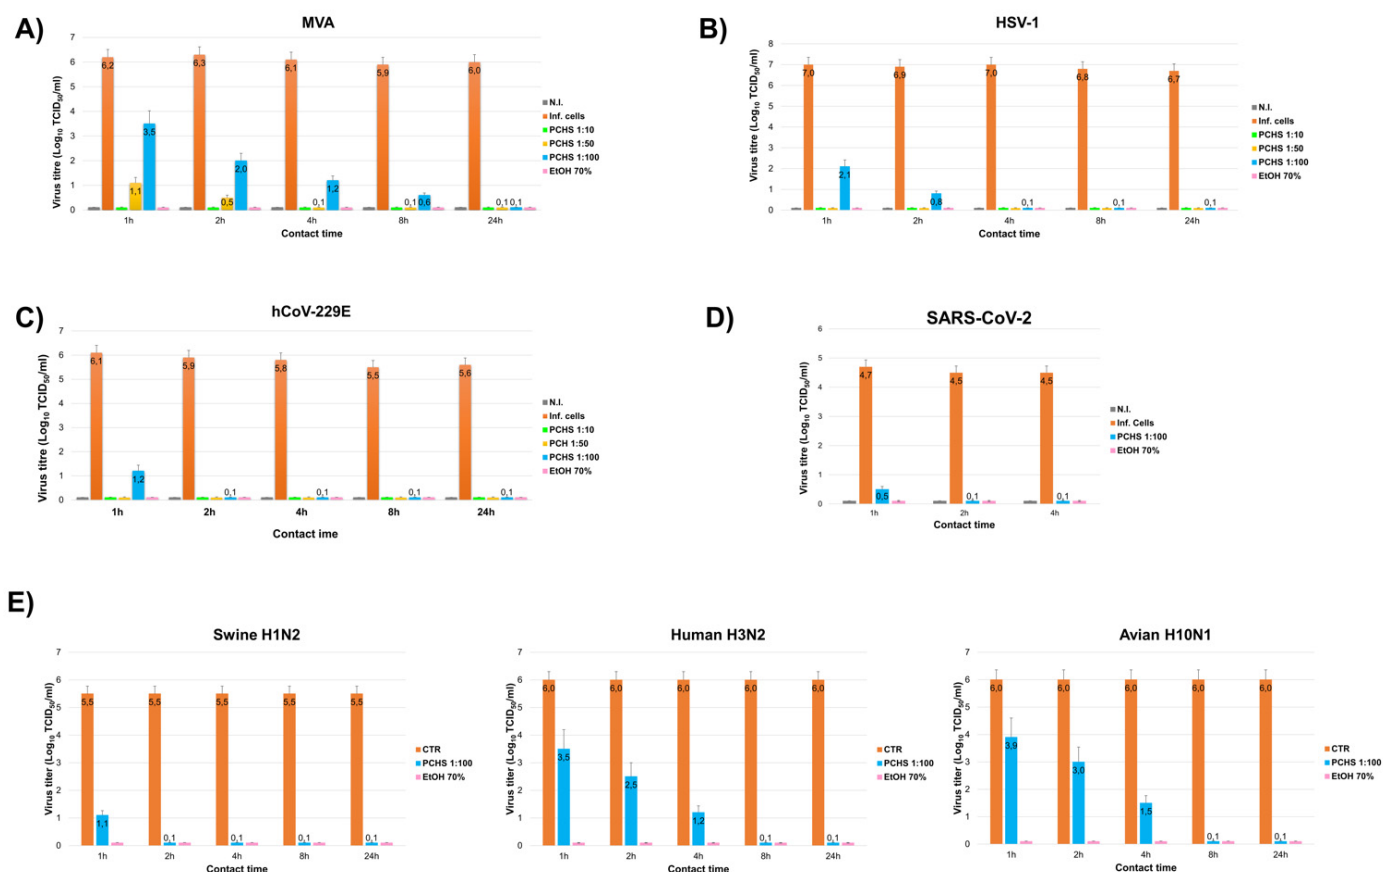 A)
MVA
Virus titre (Log10 TCID50/ml)
7
6
5
4
3
2
1
0
6,2
6,3
6,1
5,9
6,0
1,1
3,5
0,5
2,0
0,1
1,2
0,1
0,6
0,1
0,1
1h
2h
4h
8h
24h
Contact time
N.I.
Inf. cells
PCHS 1:10
PCHS 1:50
PCHS 1:100
EtOH 70%
B)
HSV-1
Virus titre (Log10 TCID50/ml)
8
7
6
5
4
3
2
1
0
7,0
6,9
7,0
6,8
6,7
2,1
0,8
0,1
0,1
0,1
1h
2h
4h
8h
24h
Contact time
N.I.
Inf. cells
PCHS 1:10
PCHS 1:50
PCHS 1:100
EtOH 70%
C)
hCoV-229E
Virus titre (Log10 TCID50/ml)
7
6
5
4
3
2
1
0
6,1
5,9
5,8
5,5
5,6
1,2
0,1
0,1
0,1
0,1
1h
2h
4h
8h
24h
Contact ime
N.I.
Inf. cells
PCHS 1:10
PCH 1:50
PCHS 1:100
EtOH 70%
D)
SARS-CoV-2
Virus titre (Log10 TCID50/ml)
6
5
4
3
2
1
0
4,7
4,5
4,5
0,5
0,1
0,1
1h
2h
4h
Contact time
N.I.
Inf. Cells
PCHS 1:100
EtOH 70%
E)
Swine H1N2
Virus titer (Log10 TCID50/ml)
7
6
5
4
3
2
1
0
5,5
5,5
5,5
5,5
5,5
1,1
0,1
0,1
0,1
0,1
1h
2h
4h
8h
24h
Contact time
CTR
PCHS 1:100
EtOH 70%
Human H3N2
Virus titer (Log10 TCID50/ml)
7
6
5
4
3
2
1
0
6,0
6,0
6,0
6,0
6,0
3,5
2,5
1,2
0,1
0,1
1h
2h
4h
8h
24h
Contact time
CTR
PCHS 1:100
EtOH 70%
Avian H10N1
Virus titer (Log10 TCID50/ml)
7
6
5
4
3
2
1
0
6,0
6,0
6,0
6,0
6,0
3,9
3,0
1,5
0,1
0,1
1h
2h
4h
8h
24h
Contact time
CTR
PCHS 1:100
EtOH 70%